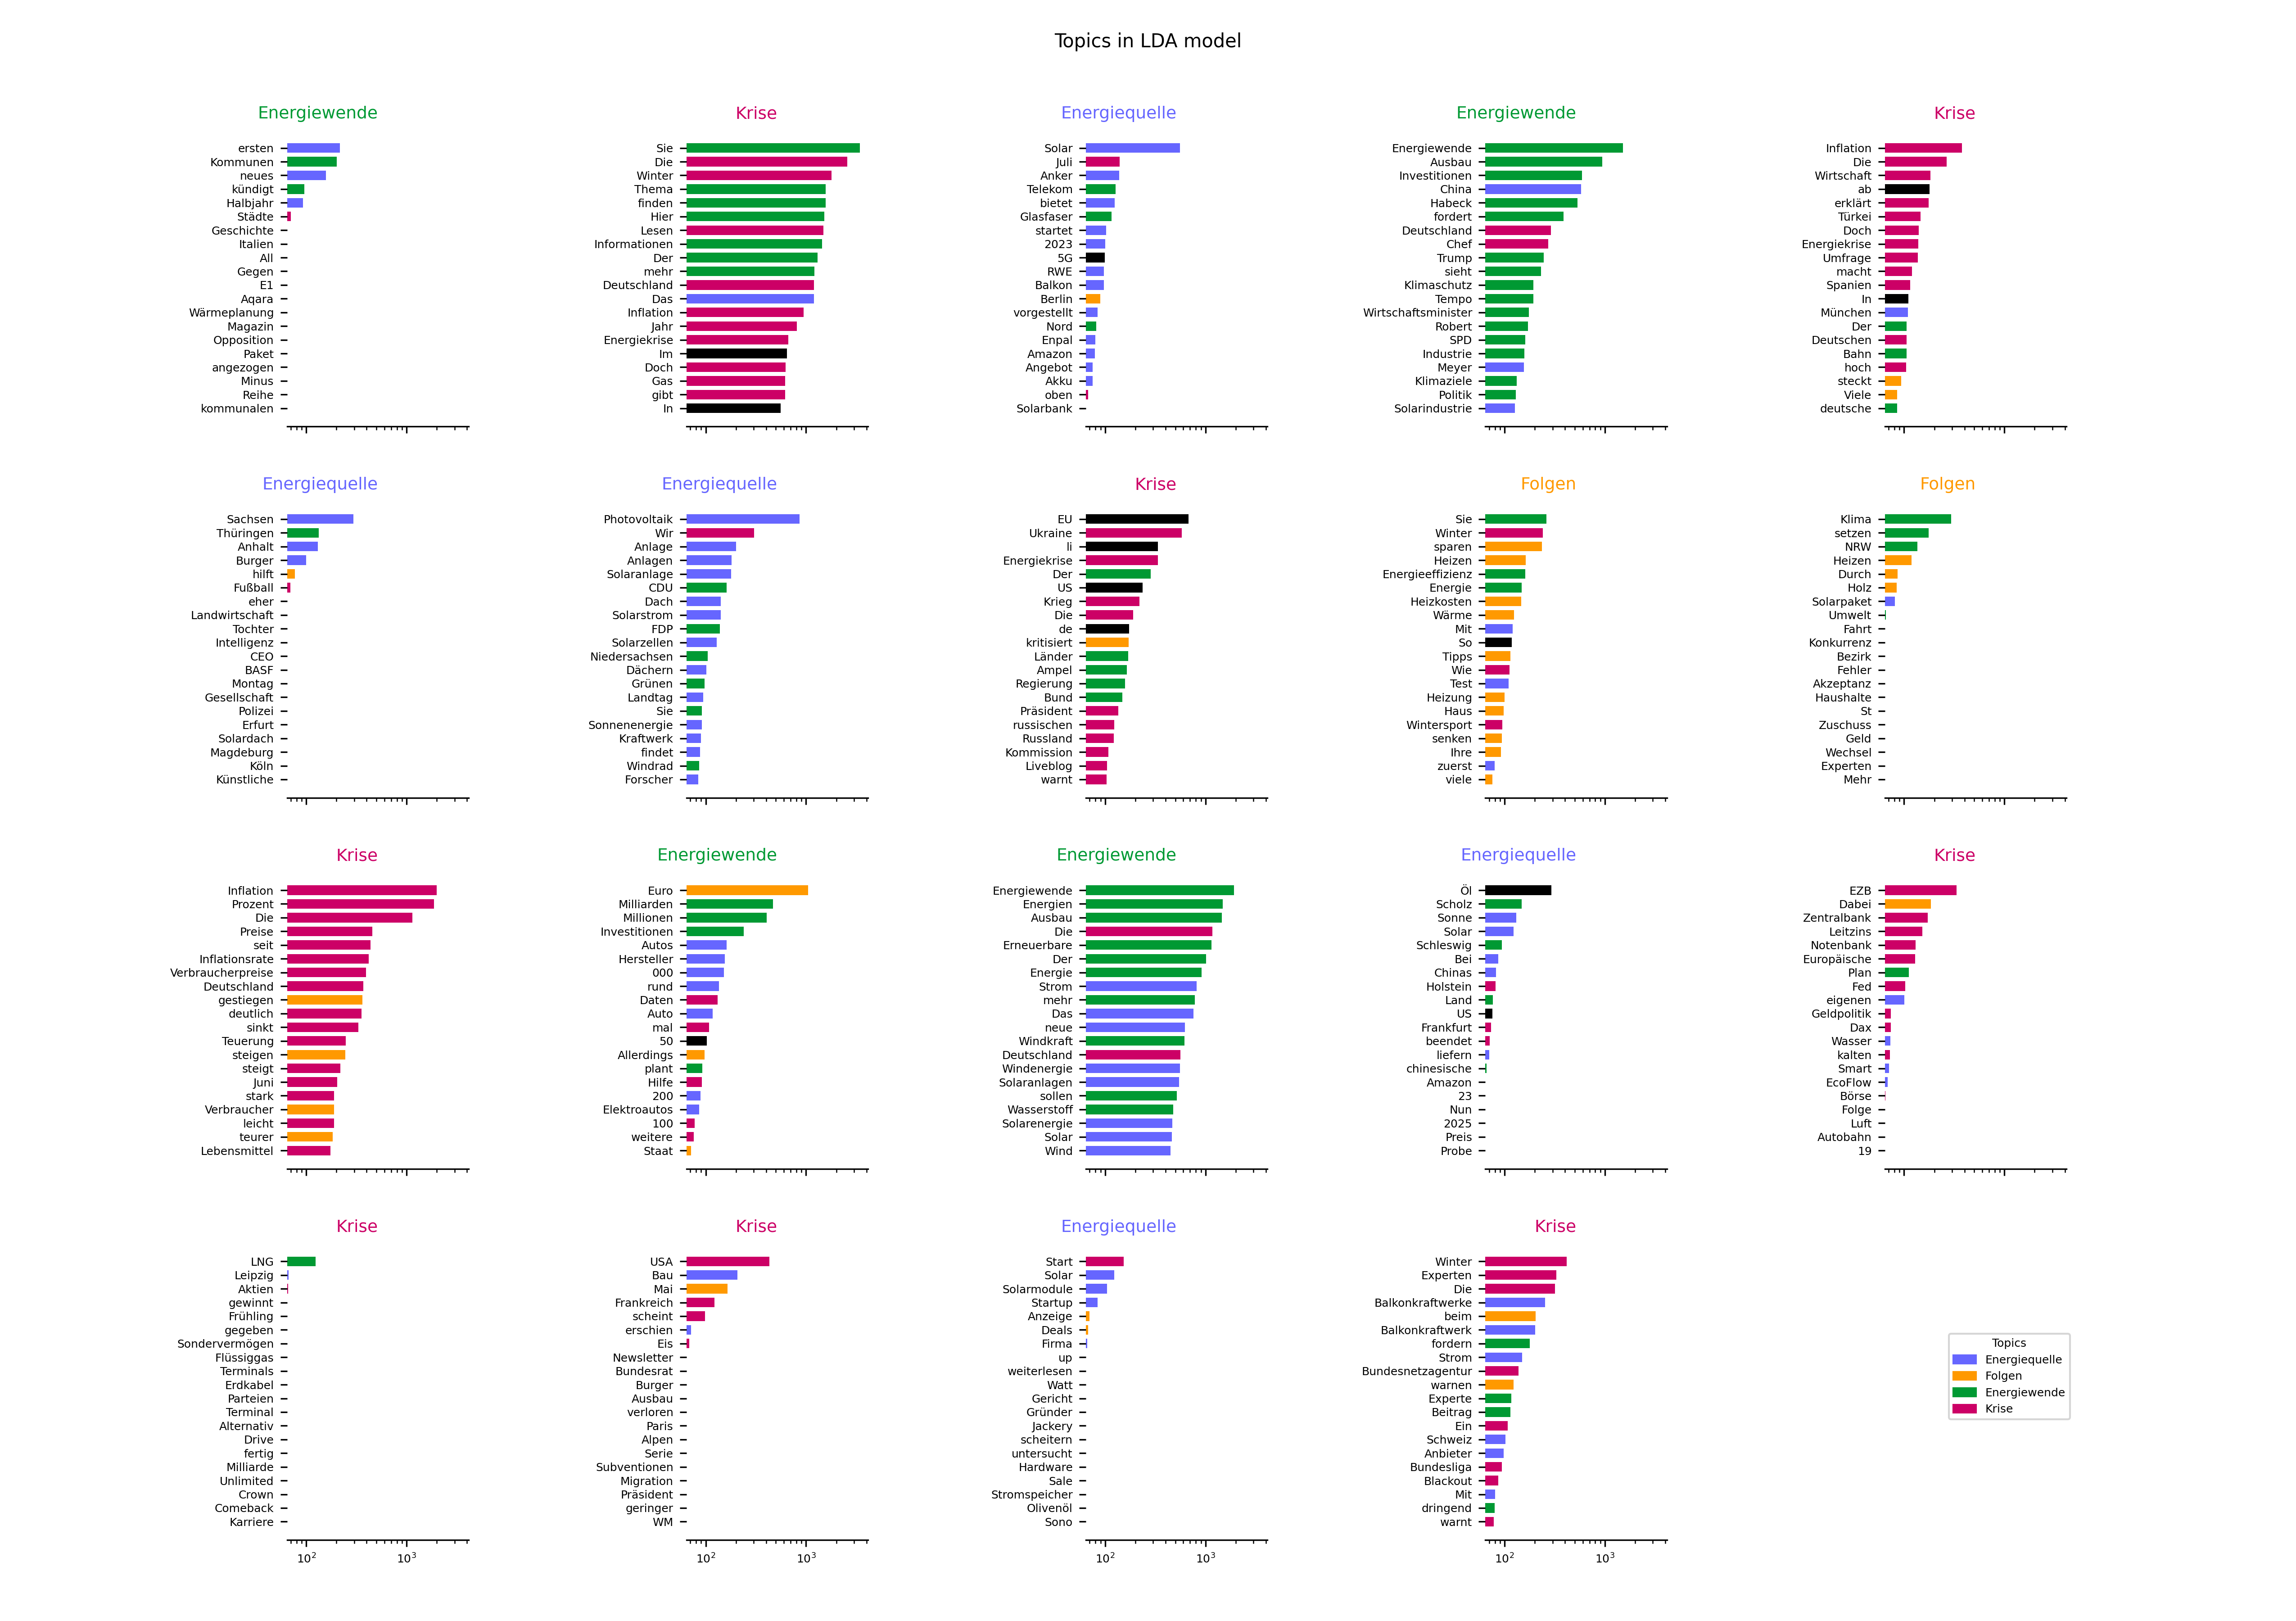 Topics in LDA model
Energiewende
ersten
Kommunen
neues
kündigt
Halbjahr
Städte
Geschichte
Italien
All
Gegen
E1
Aqara
Wärmeplanung
Magazin
Opposition
Paket
angezogen
Minus
Reihe
kommunalen
Krise
Sie
Die
Winter
Thema
finden
Hier
Lesen
Informationen
Der
mehr
Deutschland
Das
Inflation
Jahr
Energiekrise
Im
Doch
Gas
gibt
In
Energiequelle
Solar
Juli
Anker
Telekom
bietet
Glasfaser
startet
2023
5G
RWE
Balkon
Berlin
vorgestellt
Nord
Enpal
Amazon
Angebot
Akku
oben
Solarbank
Energiewende
Energiewende
Ausbau
Investitionen
China
Habeck
fordert
Deutschland
Chef
Trump
sieht
Klimaschutz
Tempo
Wirtschaftsminister
Robert
SPD
Industrie
Meyer
Klimaziele
Politik
Solarindustrie
Krise
Inflation
Die
Wirtschaft
ab
erklärt
Türkei
Doch
Energiekrise
Umfrage
macht
Spanien
In
München
Der
Deutschen
Bahn
hoch
steckt
Viele
deutsche
Energiequelle
Sachsen
Thüringen
Anhalt
Burger
hilft
Fußball
eher
Landwirtschaft
Tochter
Intelligenz
CEO
BASF
Montag
Gesellschaft
Polizei
Erfurt
Solardach
Magdeburg
Köln
Künstliche
Energiequelle
Photovoltaik
Wir
Anlage
Anlagen
Solaranlage
CDU
Dach
Solarstrom
FDP
Solarzellen
Niedersachsen
Dächern
Grünen
Landtag
Sie
Sonnenenergie
Kraftwerk
findet
Windrad
Forscher
Krise
EU
Ukraine
li
Energiekrise
Der
US
Krieg
Die
de
kritisiert
Länder
Ampel
Regierung
Bund
Präsident
russischen
Russland
Kommission
Liveblog
warnt
Folgen
Sie
Winter
sparen
Heizen
Energieeffizienz
Energie
Heizkosten
Wärme
Mit
So
Tipps
Wie
Test
Heizung
Haus
Wintersport
senken
Ihre
zuerst
viele
Folgen
Klima
setzen
NRW
Heizen
Durch
Holz
Solarpaket
Umwelt
Fahrt
Konkurrenz
Bezirk
Fehler
Akzeptanz
Haushalte
St
Zuschuss
Geld
Wechsel
Experten
Mehr
Krise
Inflation
Prozent
Die
Preise
seit
Inflationsrate
Verbraucherpreise
Deutschland
gestiegen
deutlich
sinkt
Teuerung
steigen
steigt
Juni
stark
Verbraucher
leicht
teurer
Lebensmittel
Energiewende
Euro
Milliarden
Millionen
Investitionen
Autos
Hersteller
000
rund
Daten
Auto
mal
50
Allerdings
plant
Hilfe
200
Elektroautos
100
weitere
Staat
Energiewende
Energiewende
Energien
Ausbau
Die
Erneuerbare
Der
Energie
Strom
mehr
Das
neue
Windkraft
Deutschland
Windenergie
Solaranlagen
sollen
Wasserstoff
Solarenergie
Solar
Wind
Energiequelle
Öl
Scholz
Sonne
Solar
Schleswig
Bei
Chinas
Holstein
Land
US
Frankfurt
beendet
liefern
chinesische
Amazon
23
Nun
2025
Preis
Probe
Krise
EZB
Dabei
Zentralbank
Leitzins
Notenbank
Europäische
Plan
Fed
eigenen
Geldpolitik
Dax
Wasser
kalten
Smart
EcoFlow
Börse
Folge
Luft
Autobahn
19
Krise
LNG
Leipzig
Aktien
gewinnt
Frühling
gegeben
Sondervermögen
Flüssiggas
Terminals
Erdkabel
Parteien
Terminal
Alternativ
Drive
fertig
Milliarde
Unlimited
Crown
Comeback
Karriere
10²
10³
Krise
USA
Bau
Mai
Frankreich
scheint
erschien
Eis
Newsletter
Bundesrat
Burger
Ausbau
verloren
Paris
Alpen
Serie
Subventionen
Migration
Präsident
geringer
WM
10²
10³
Energiequelle
Start
Solar
Solarmodule
Startup
Anzeige
Deals
Firma
up
weiterlesen
Watt
Gericht
Gründer
Jackery
scheitern
untersucht
Hardware
Sale
Stromspeicher
Olivenöl
Sono
10²
10³
Krise
Winter
Experten
Die
Balkonkraftwerke
beim
Balkonkraftwerk
fordern
Strom
Bundesnetzagentur
warnen
Experte
Beitrag
Ein
Schweiz
Anbieter
Bundesliga
Blackout
Mit
dringend
warnt
10²
10³
Topics
Energiequelle
Folgen
Energiewende
Krise